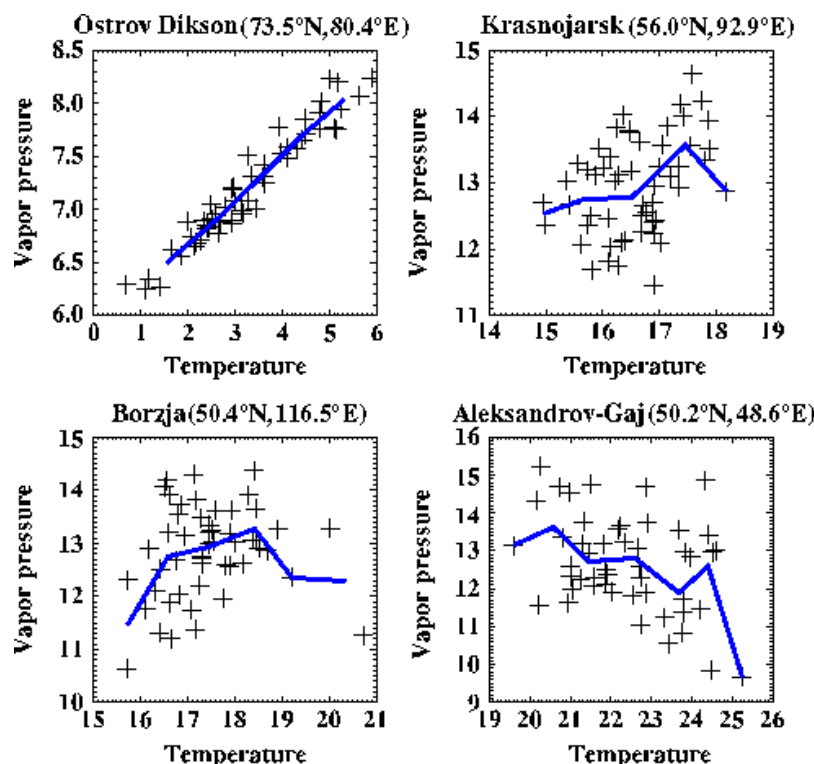 Ostrov Dikson(73.5°N,80.4°E)
8.5
8.0
7.5
7.0
6.5
6.0
Vapor pressure
0 1 2 3 4 5 6
Temperature
Krasnojarsk (56.0°N,92.9°E)
15
14
13
12
11
Vapor pressure
14 15 16 17 18 19
Temperature
Borzja(50.4°N,116.5°E)
15
14
13
12
11
10
Vapor pressure
15 16 17 18 19 20 21
Temperature
Aleksandrov-Gaj(50.2°N,48.6°E)
16
15
14
13
12
11
10
9
Vapor pressure
19 20 21 22 23 24 25 26
Temperature